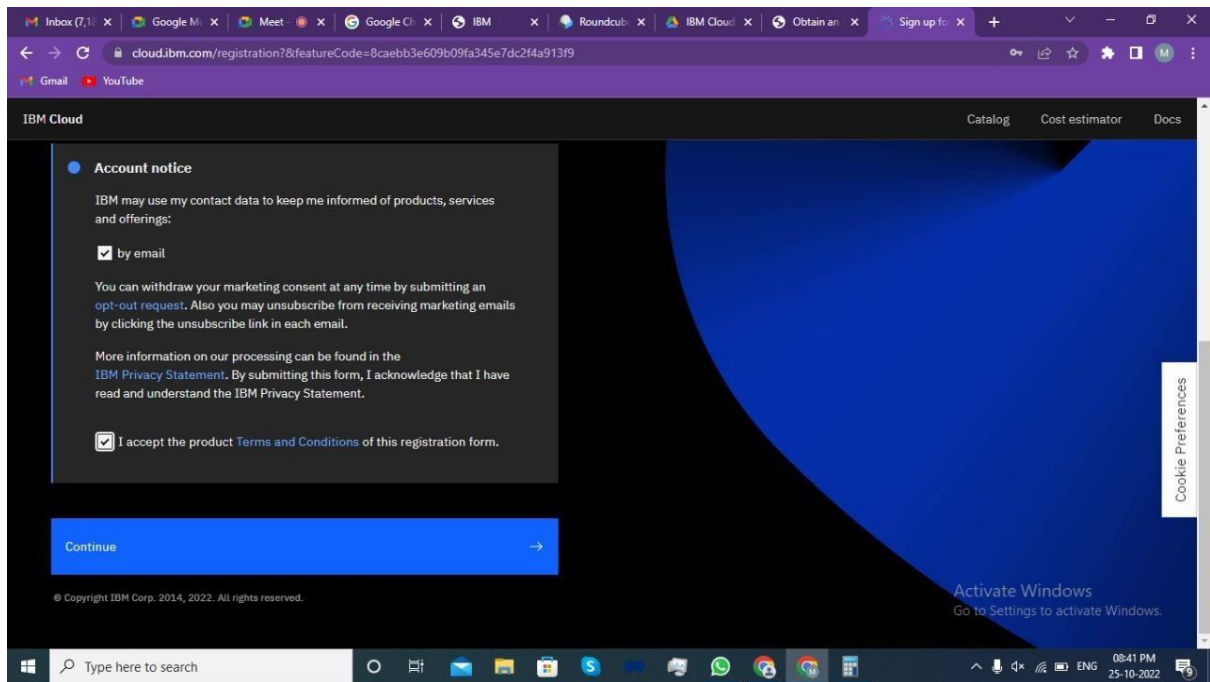 Inbox (7,1
Google M
Meet -
Google Ch
IBM
Roundcub
IBM Cloud
Obtain an
Sign up fo
cloud.ibm.com/registration?&featureCode=8caebb3e609b09fa345e7dc2f4a913f9
M
Gmail
YouTube
IBM Cloud
Catalog
Cost estimator
Docs
Account notice
IBM may use my contact data to keep me informed of products, services
and offerings:
by email
You can withdraw your marketing consent at any time by submitting an
opt-out request. Also you may unsubscribe from receiving marketing emails
by clicking the unsubscribe link in each email.
More information on our processing can be found in the
IBM Privacy Statement. By submitting this form, I acknowledge that I have
read and understand the IBM Privacy Statement.
I accept the product Terms and Conditions of this registration form.
Cookie Preferences
Continue
© Copyright IBM Corp. 2014, 2022. All rights reserved.
Activate Windows
Go to Settings to activate Windows.
Type here to search
ENG
08:41 PM
25-10-2022